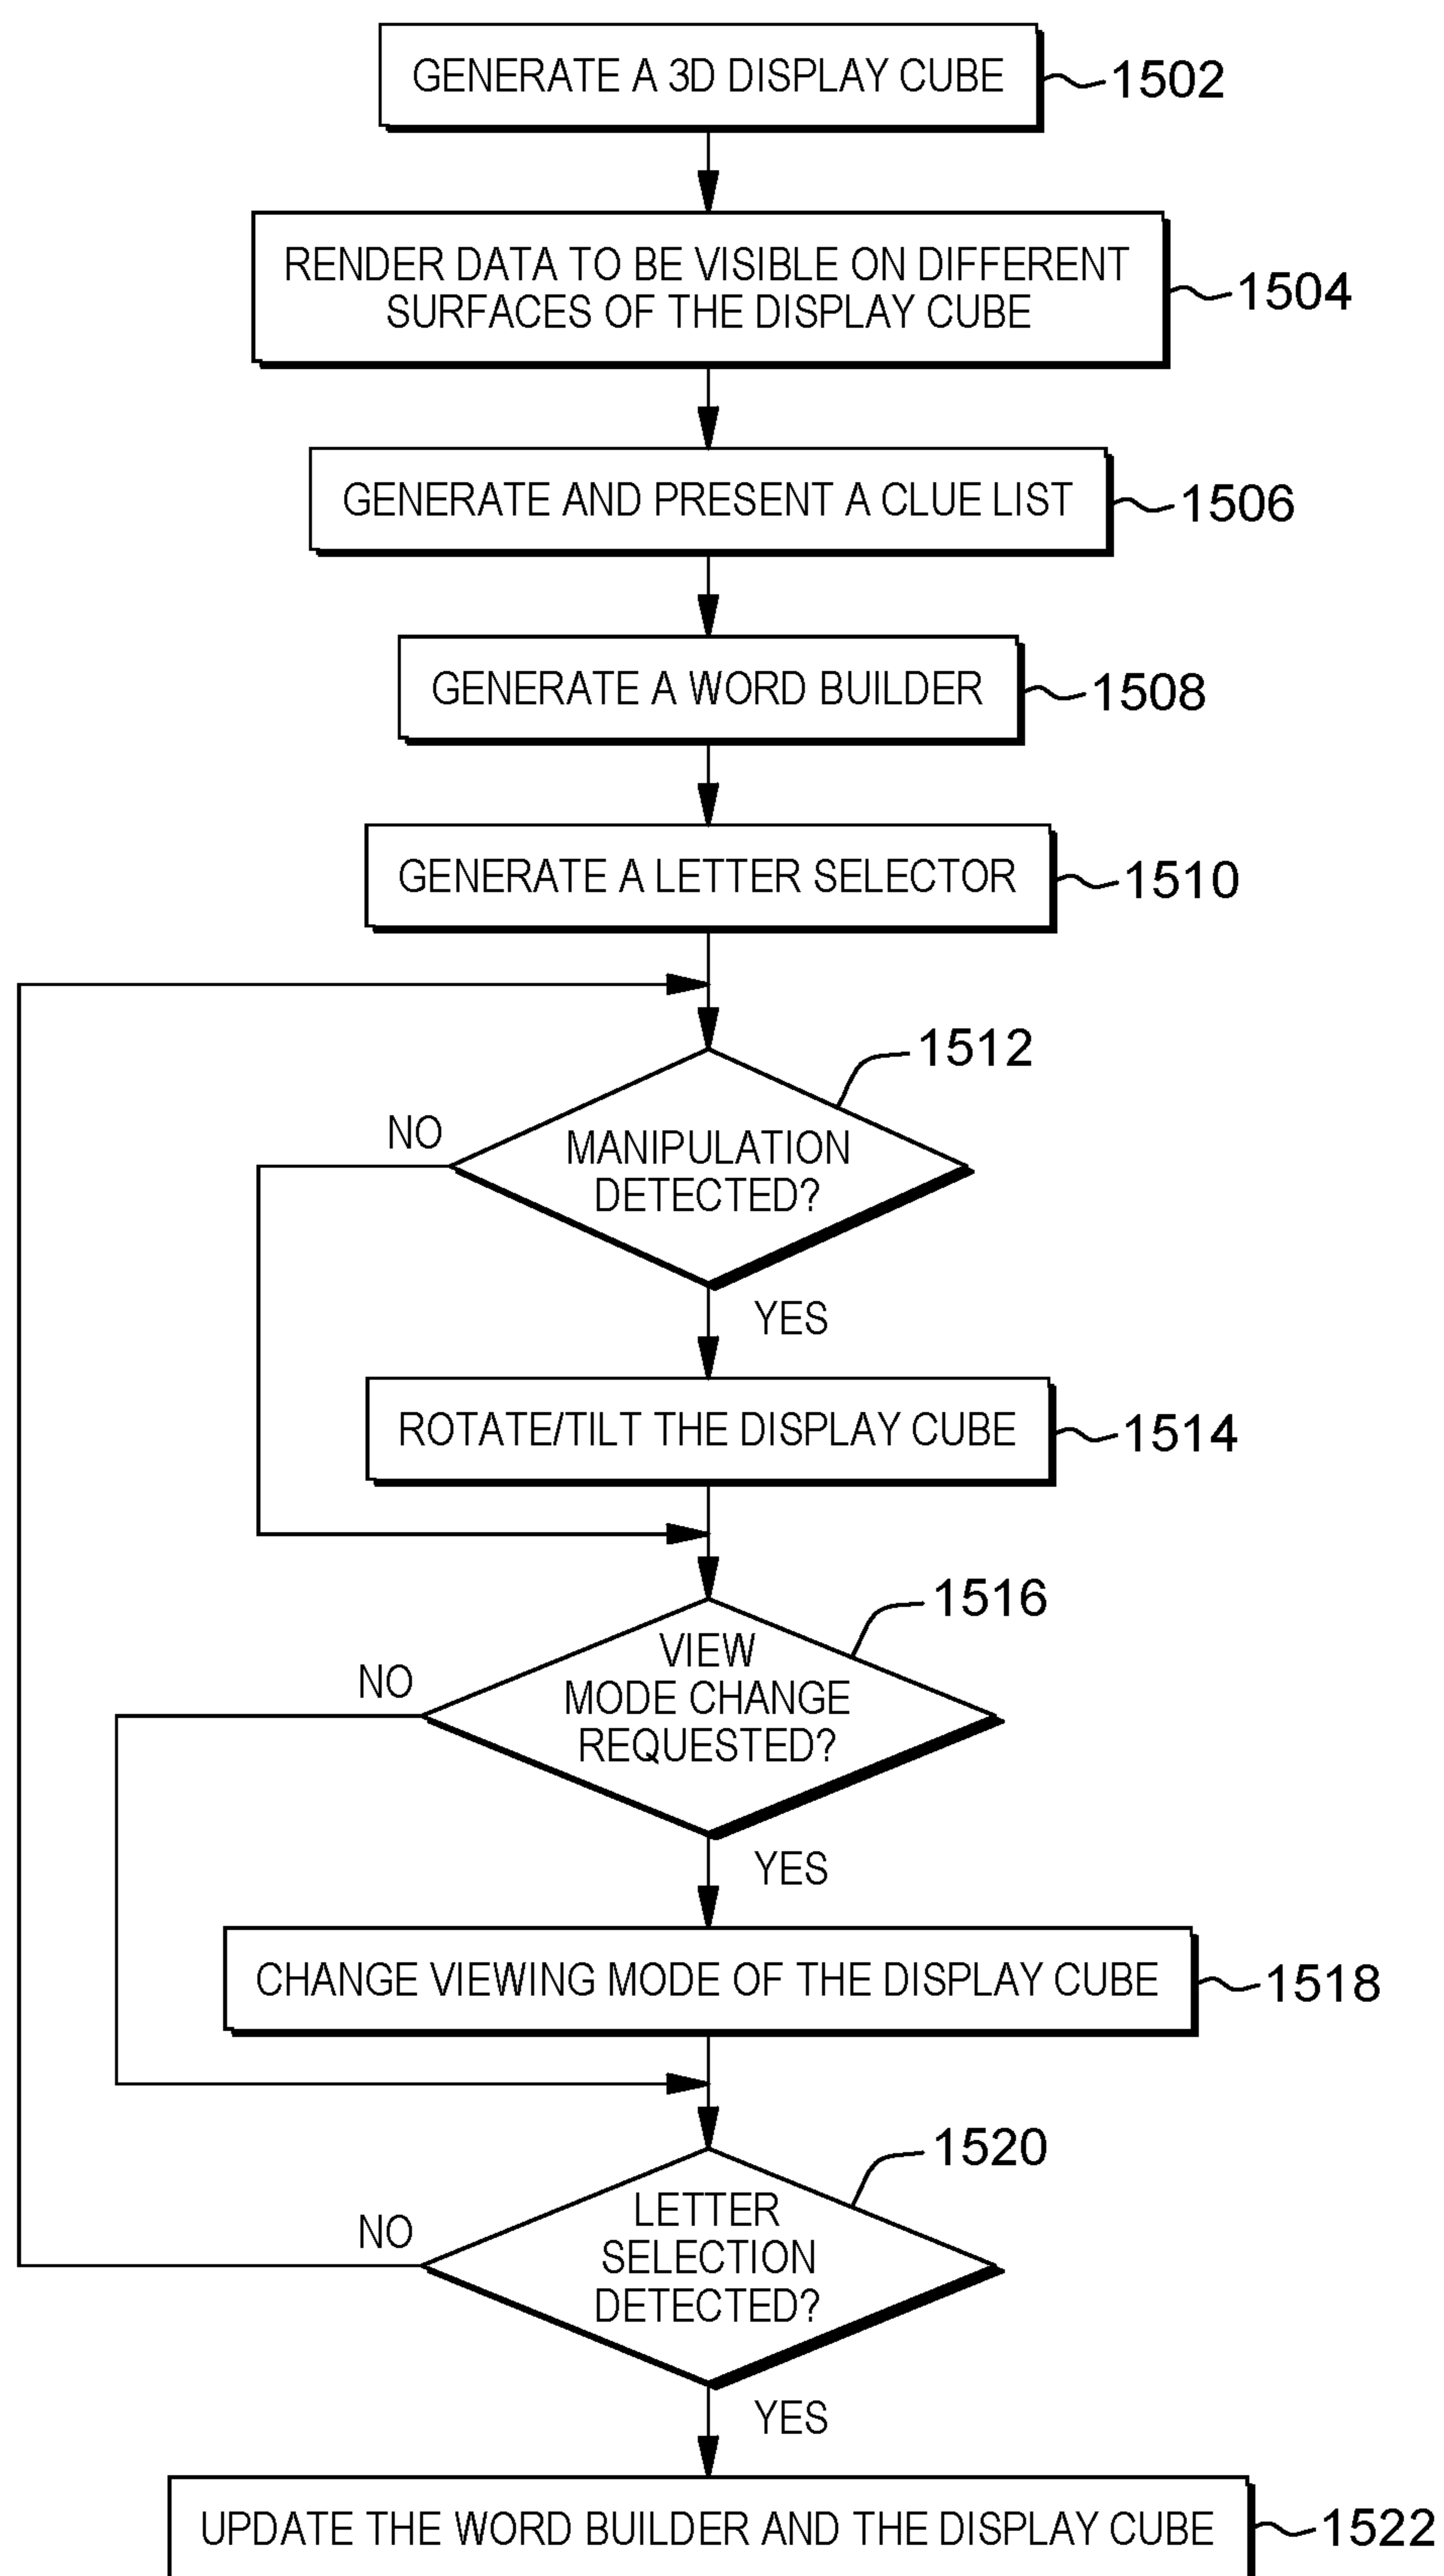 GENERATE A 3D DISPLAY CUBE
1502
RENDER DATA TO BE VISIBLE ON DIFFERENT
SURFACES OF THE DISPLAY CUBE
1504
GENERATE AND PRESENT A CLUE LIST
1506
GENERATE A WORD BUILDER
1508
GENERATE A LETTER SELECTOR
1510
1512
NO
MANIPULATION
DETECTED?
YES
ROTATE/TILT THE DISPLAY CUBE
1514
1516
NO
VIEW
MODE CHANGE
REQUESTED?
YES
CHANGE VIEWING MODE OF THE DISPLAY CUBE
1518
1520
NO
LETTER
SELECTION
DETECTED?
YES
UPDATE THE WORD BUILDER AND THE DISPLAY CUBE
1522